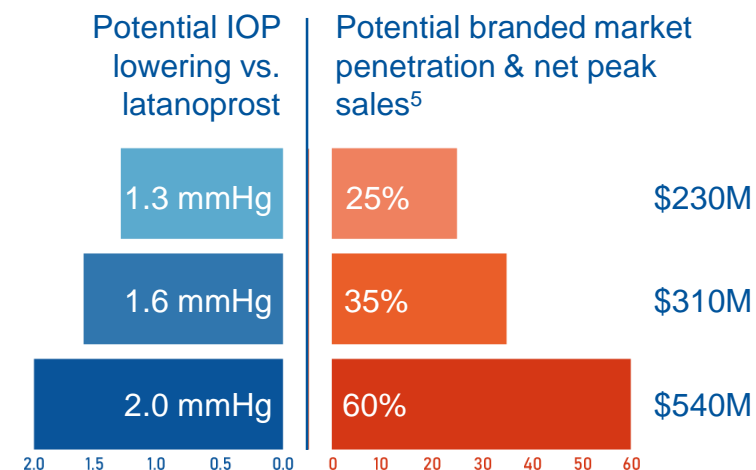 Potential IOP
lowering vs.
latanoprost
Potential branded market
penetration & net peak
sales⁵
1.3 mmHg 25% $230M
1.6 mmHg 35% $310M
2.0 mmHg 60% $540M
2.0 1.5 1.0 0.5 0.0 0 10 20 30 40 50 60